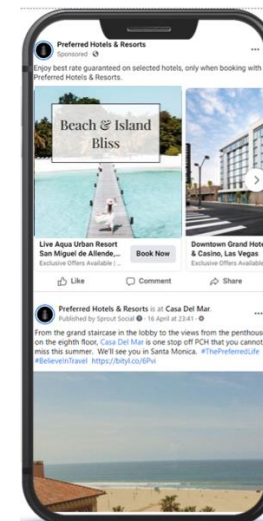 Preferred Hotels & Resorts
Sponsored ·
Enjoy best rate guaranteed on selected hotels, only when booking with
Preferred Hotels & Resorts.
Beach & Island
Bliss
Live Aqua Urban Resort
San Miguel de Allende,...
Exclusive Offers Available |...
Book Now
Downtown Grand Hote
& Casino, Las Vegas
Exclusive Offers Available
Like
Comment
Share
Preferred Hotels & Resorts is at Casa Del Mar.
Published by Sprout Social · 16 April at 23:41 ·
From the grand staircase in the lobby to the views from the penthous
on the eighth floor, Casa Del Mar is one stop off PCH that you cannot
miss this summer. We'll see you in Santa Monica. #ThePreferredLife
#BelieveInTravel https://bityl.co/6Pvi